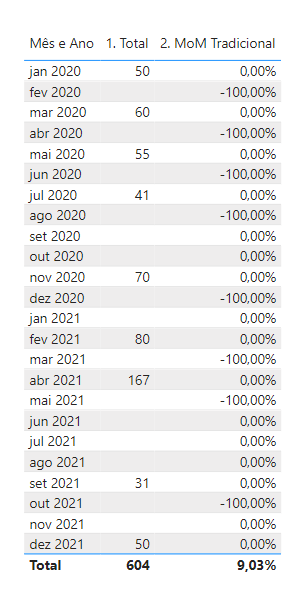 Mês e Ano 1. Total 2. MoM Tradicional
jan 2020 50 0,00%
fev 2020 -100,00%
mar 2020 60 0,00%
abr 2020 -100,00%
mai 2020 55 0,00%
jun 2020 -100,00%
jul 2020 41 0,00%
ago 2020 -100,00%
set 2020 0,00%
out 2020 0,00%
nov 2020 70 0,00%
dez 2020 -100,00%
jan 2021 0,00%
fev 2021 80 0,00%
mar 2021 -100,00%
abr 2021 167 0,00%
mai 2021 -100,00%
jun 2021 0,00%
jul 2021 0,00%
ago 2021 0,00%
set 2021 31 0,00%
out 2021 -100,00%
nov 2021 0,00%
dez 2021 50 0,00%
Total 604 9,03%